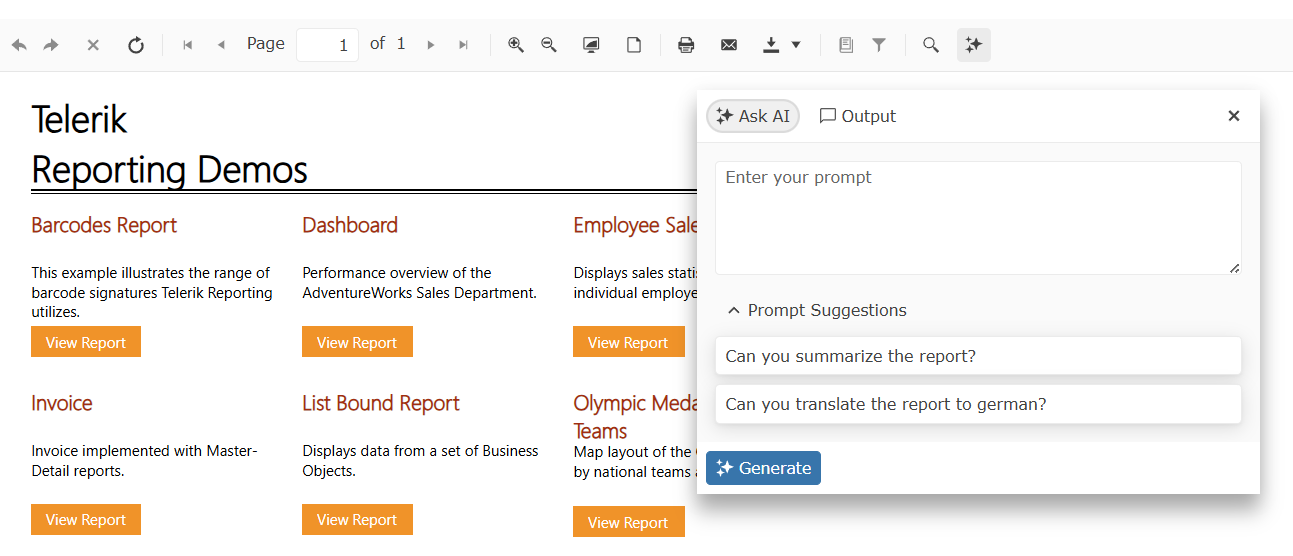 Page 1 of 1
Telerik
Reporting Demos
Barcodes Report
This example illustrates the range of
barcode signatures Telerik Reporting
utilizes.
View Report
Dashboard
Performance overview of the
AdventureWorks Sales Department.
View Report
Employee Sale
Displays sales stati
individual employe
View Report
Invoice
Invoice implemented with Master-
Detail reports.
View Report
List Bound Report
Displays data from a set of Business
Objects.
View Report
Olympic Meda
Teams
Map layout of the
by national teams
View Report
Ask AI
Output
Enter your prompt
Prompt Suggestions
Can you summarize the report?
Can you translate the report to german?
Generate